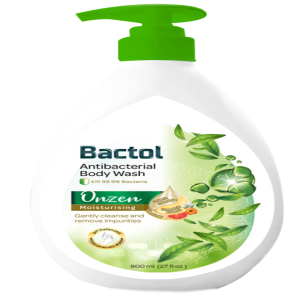 Bactol
Antibacterial
Body Wash
Kill 99.9% Bacteria
Onzen
Moisturising
Gently cleanse and
remove impurities
800 ml (27 fl oz)